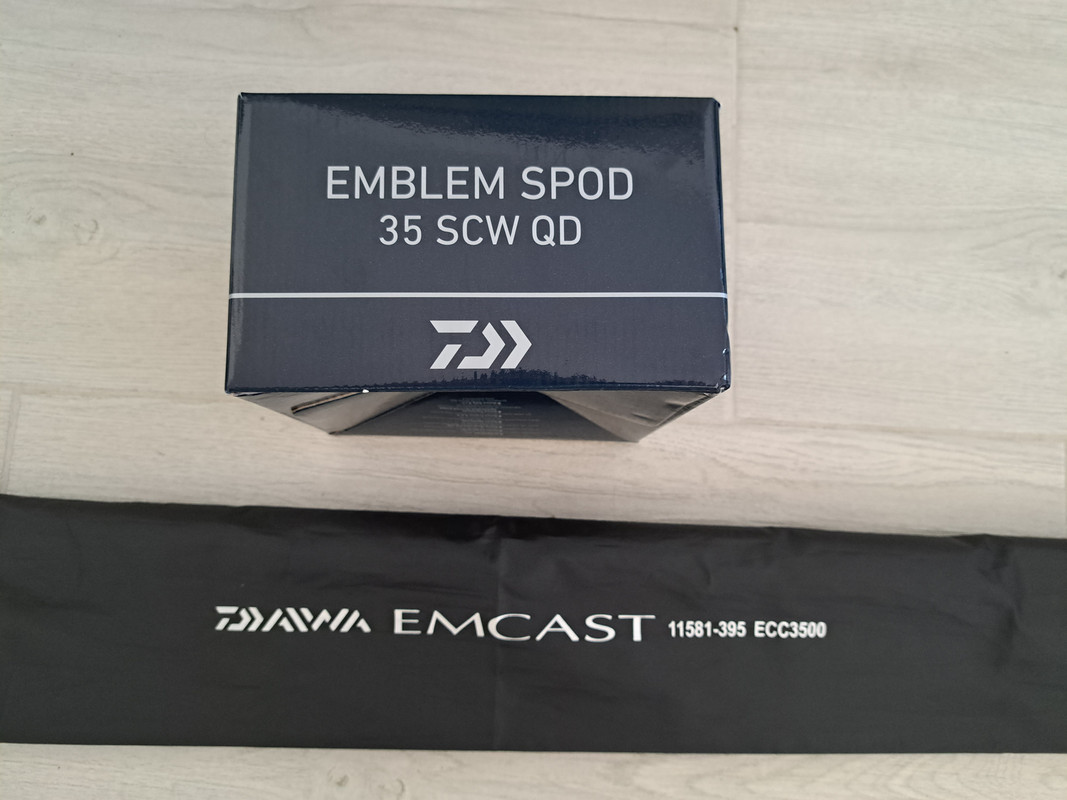 EMBLEM SPOD
35 SCW QD
DAIWA EMCAST 11581-395 ECC3500